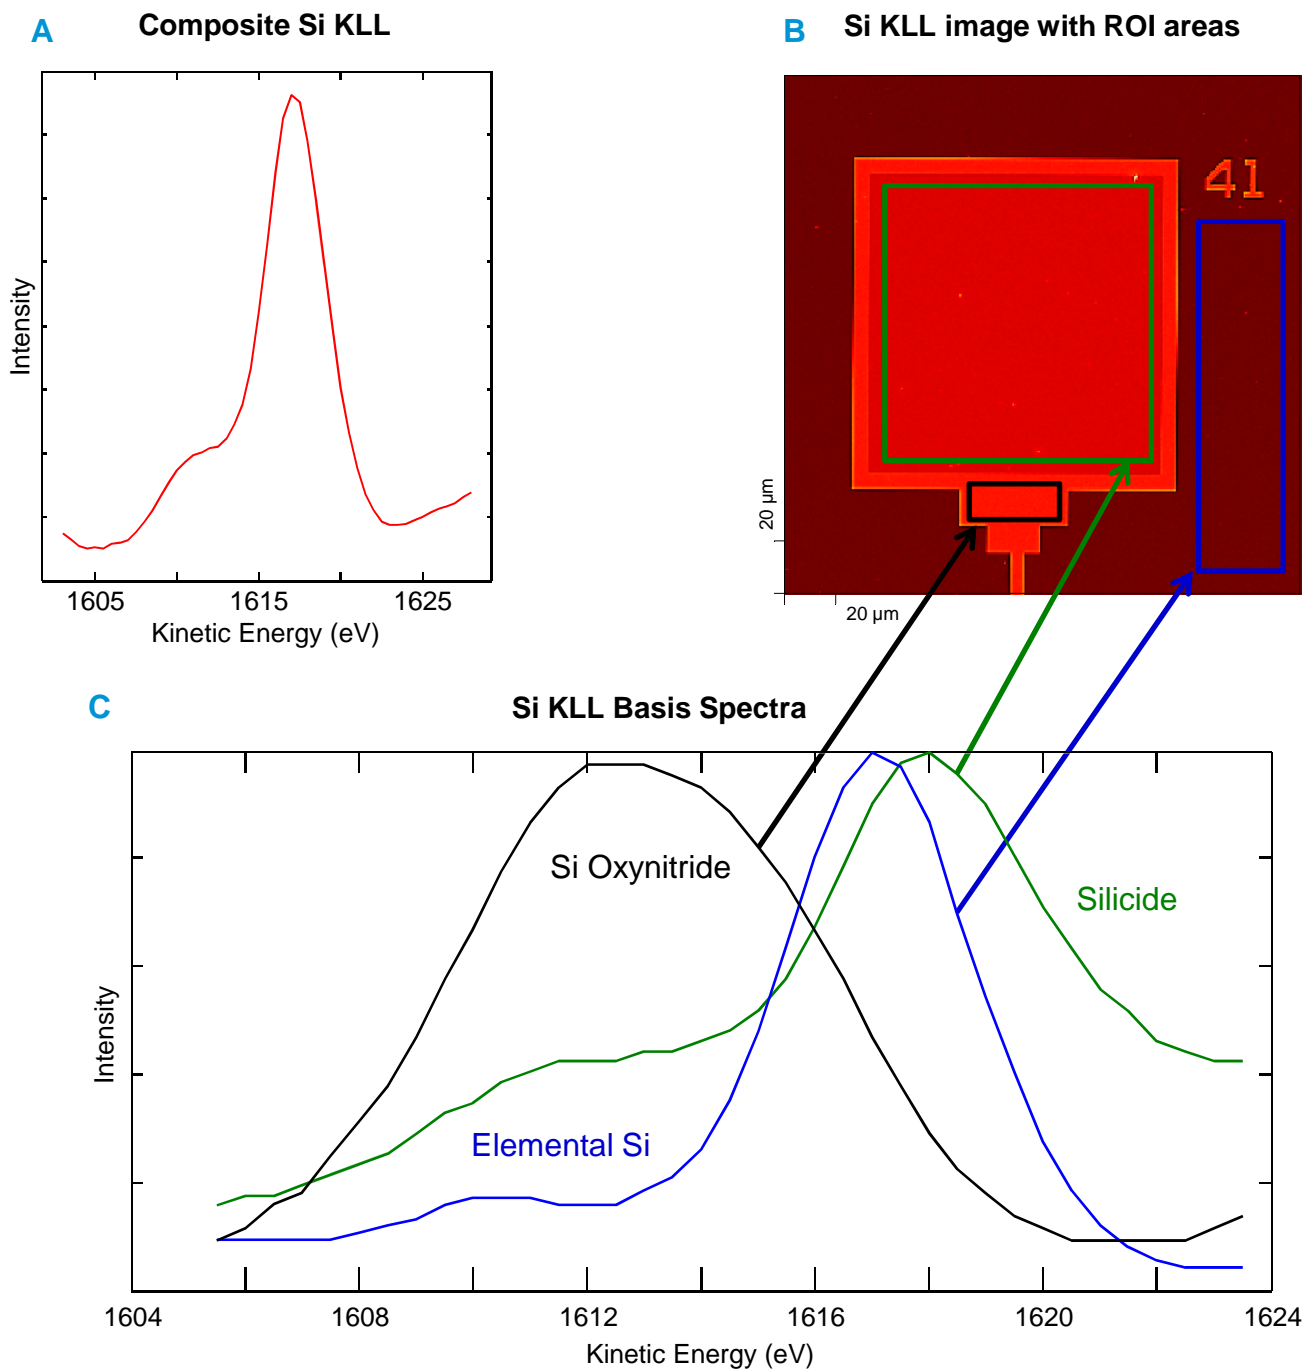 A
Composite Si KLL
Intensity
1605
1615
1625
Kinetic Energy (eV)
B
Si KLL image with ROI areas
41
20 µm
20 µm
C
Si KLL Basis Spectra
Si Oxynitride
Silicide
Elemental Si
Intensity
1604
1608
1612
1616
1620
1624
Kinetic Energy (eV)